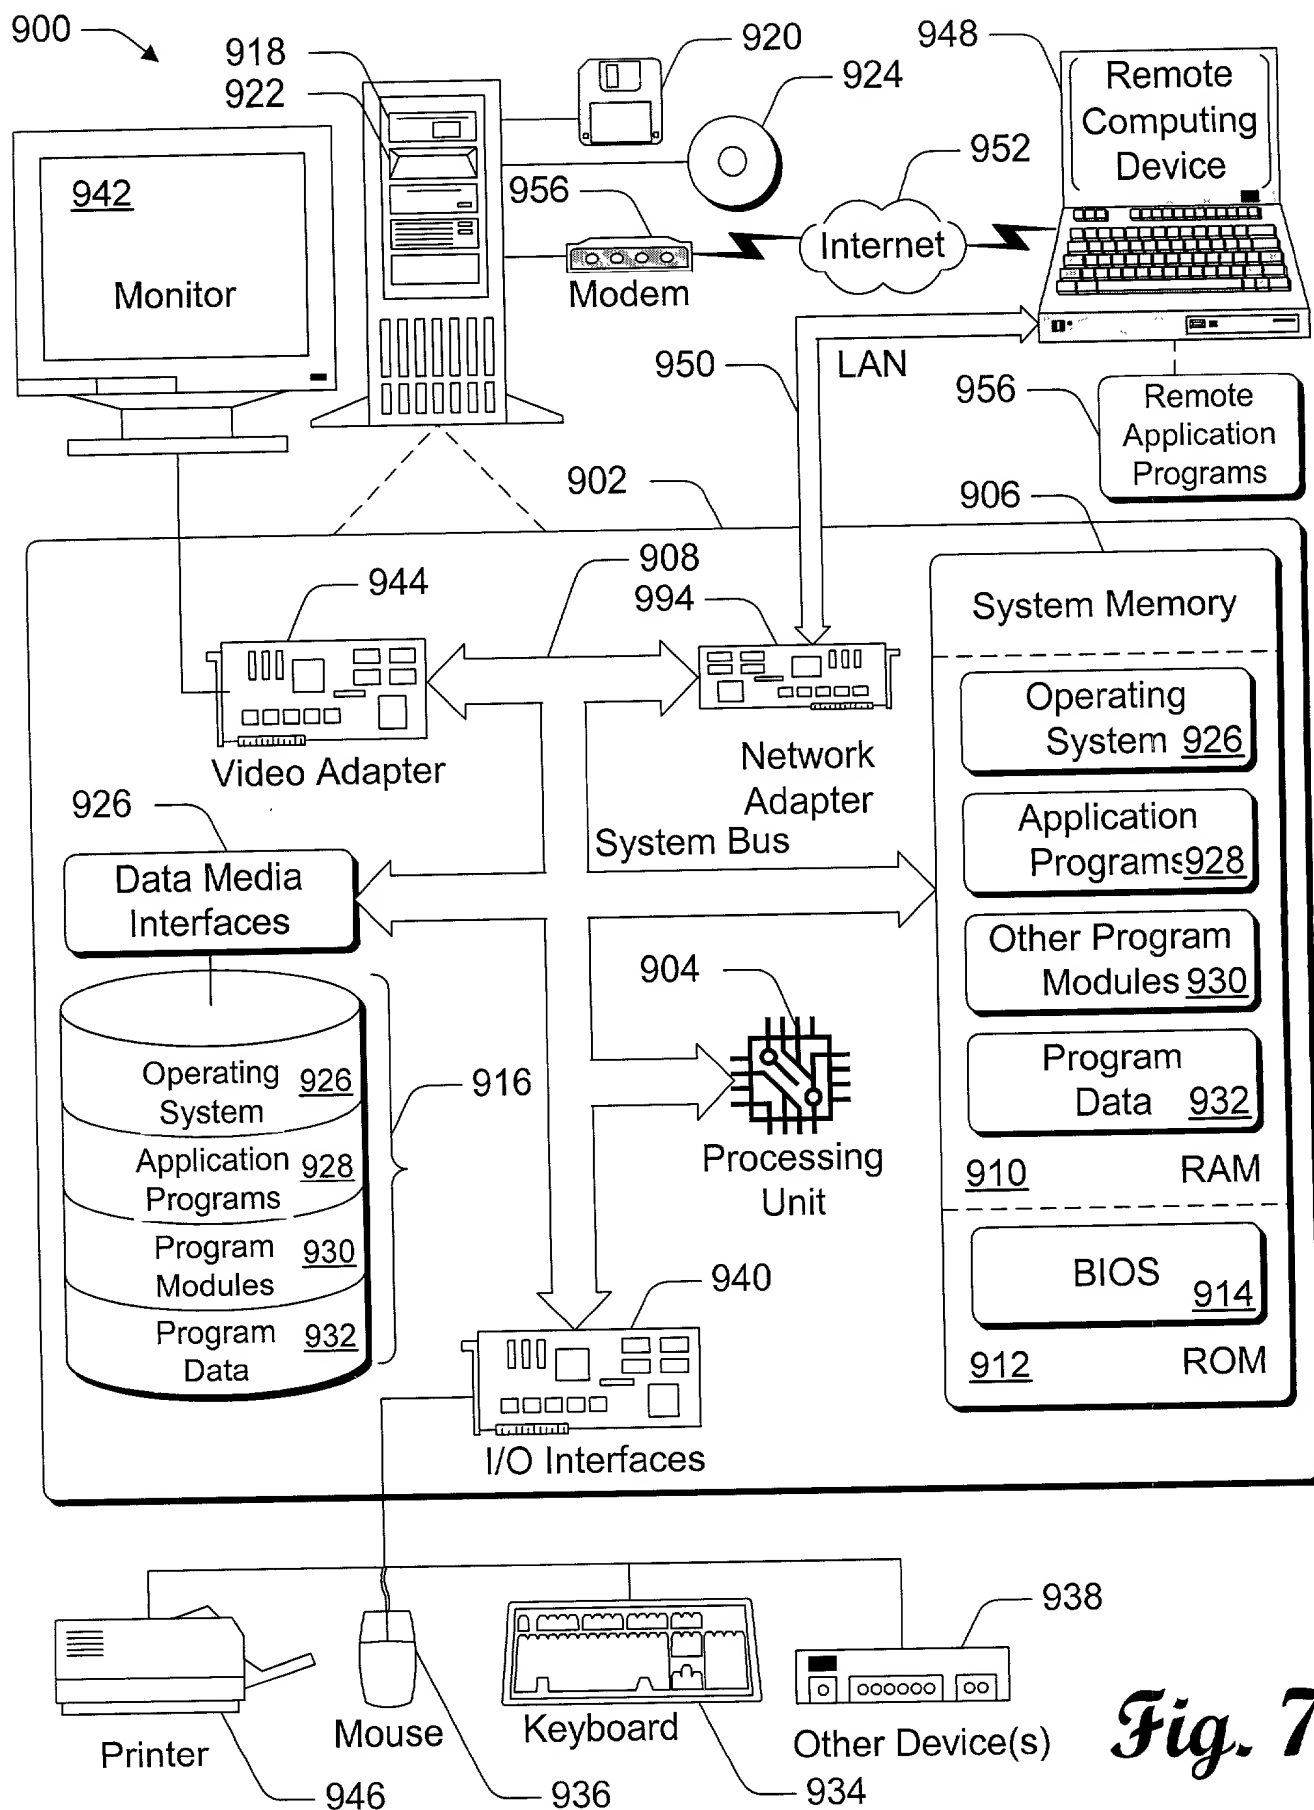 900
918
922
920
924
948
Remote
Computing
Device
942
Monitor
956
Modem
952
Internet
950
LAN
956
Remote
Application
Programs
902
906
908
944
994
Video Adapter
Network
Adapter
System Bus
926
Data Media
Interfaces
System Memory
Operating
System 926
Application
Programs 928
Other Program
Modules 930
Program
Data 932
910 RAM
BIOS
914
912 ROM
904
Processing
Unit
Operating
System 926
Application
Programs 928
Program
Modules 930
Program
Data 932
916
940
I/O Interfaces
Printer
946
Mouse
936
Keyboard
934
938
Other Device(s)
Fig. 7